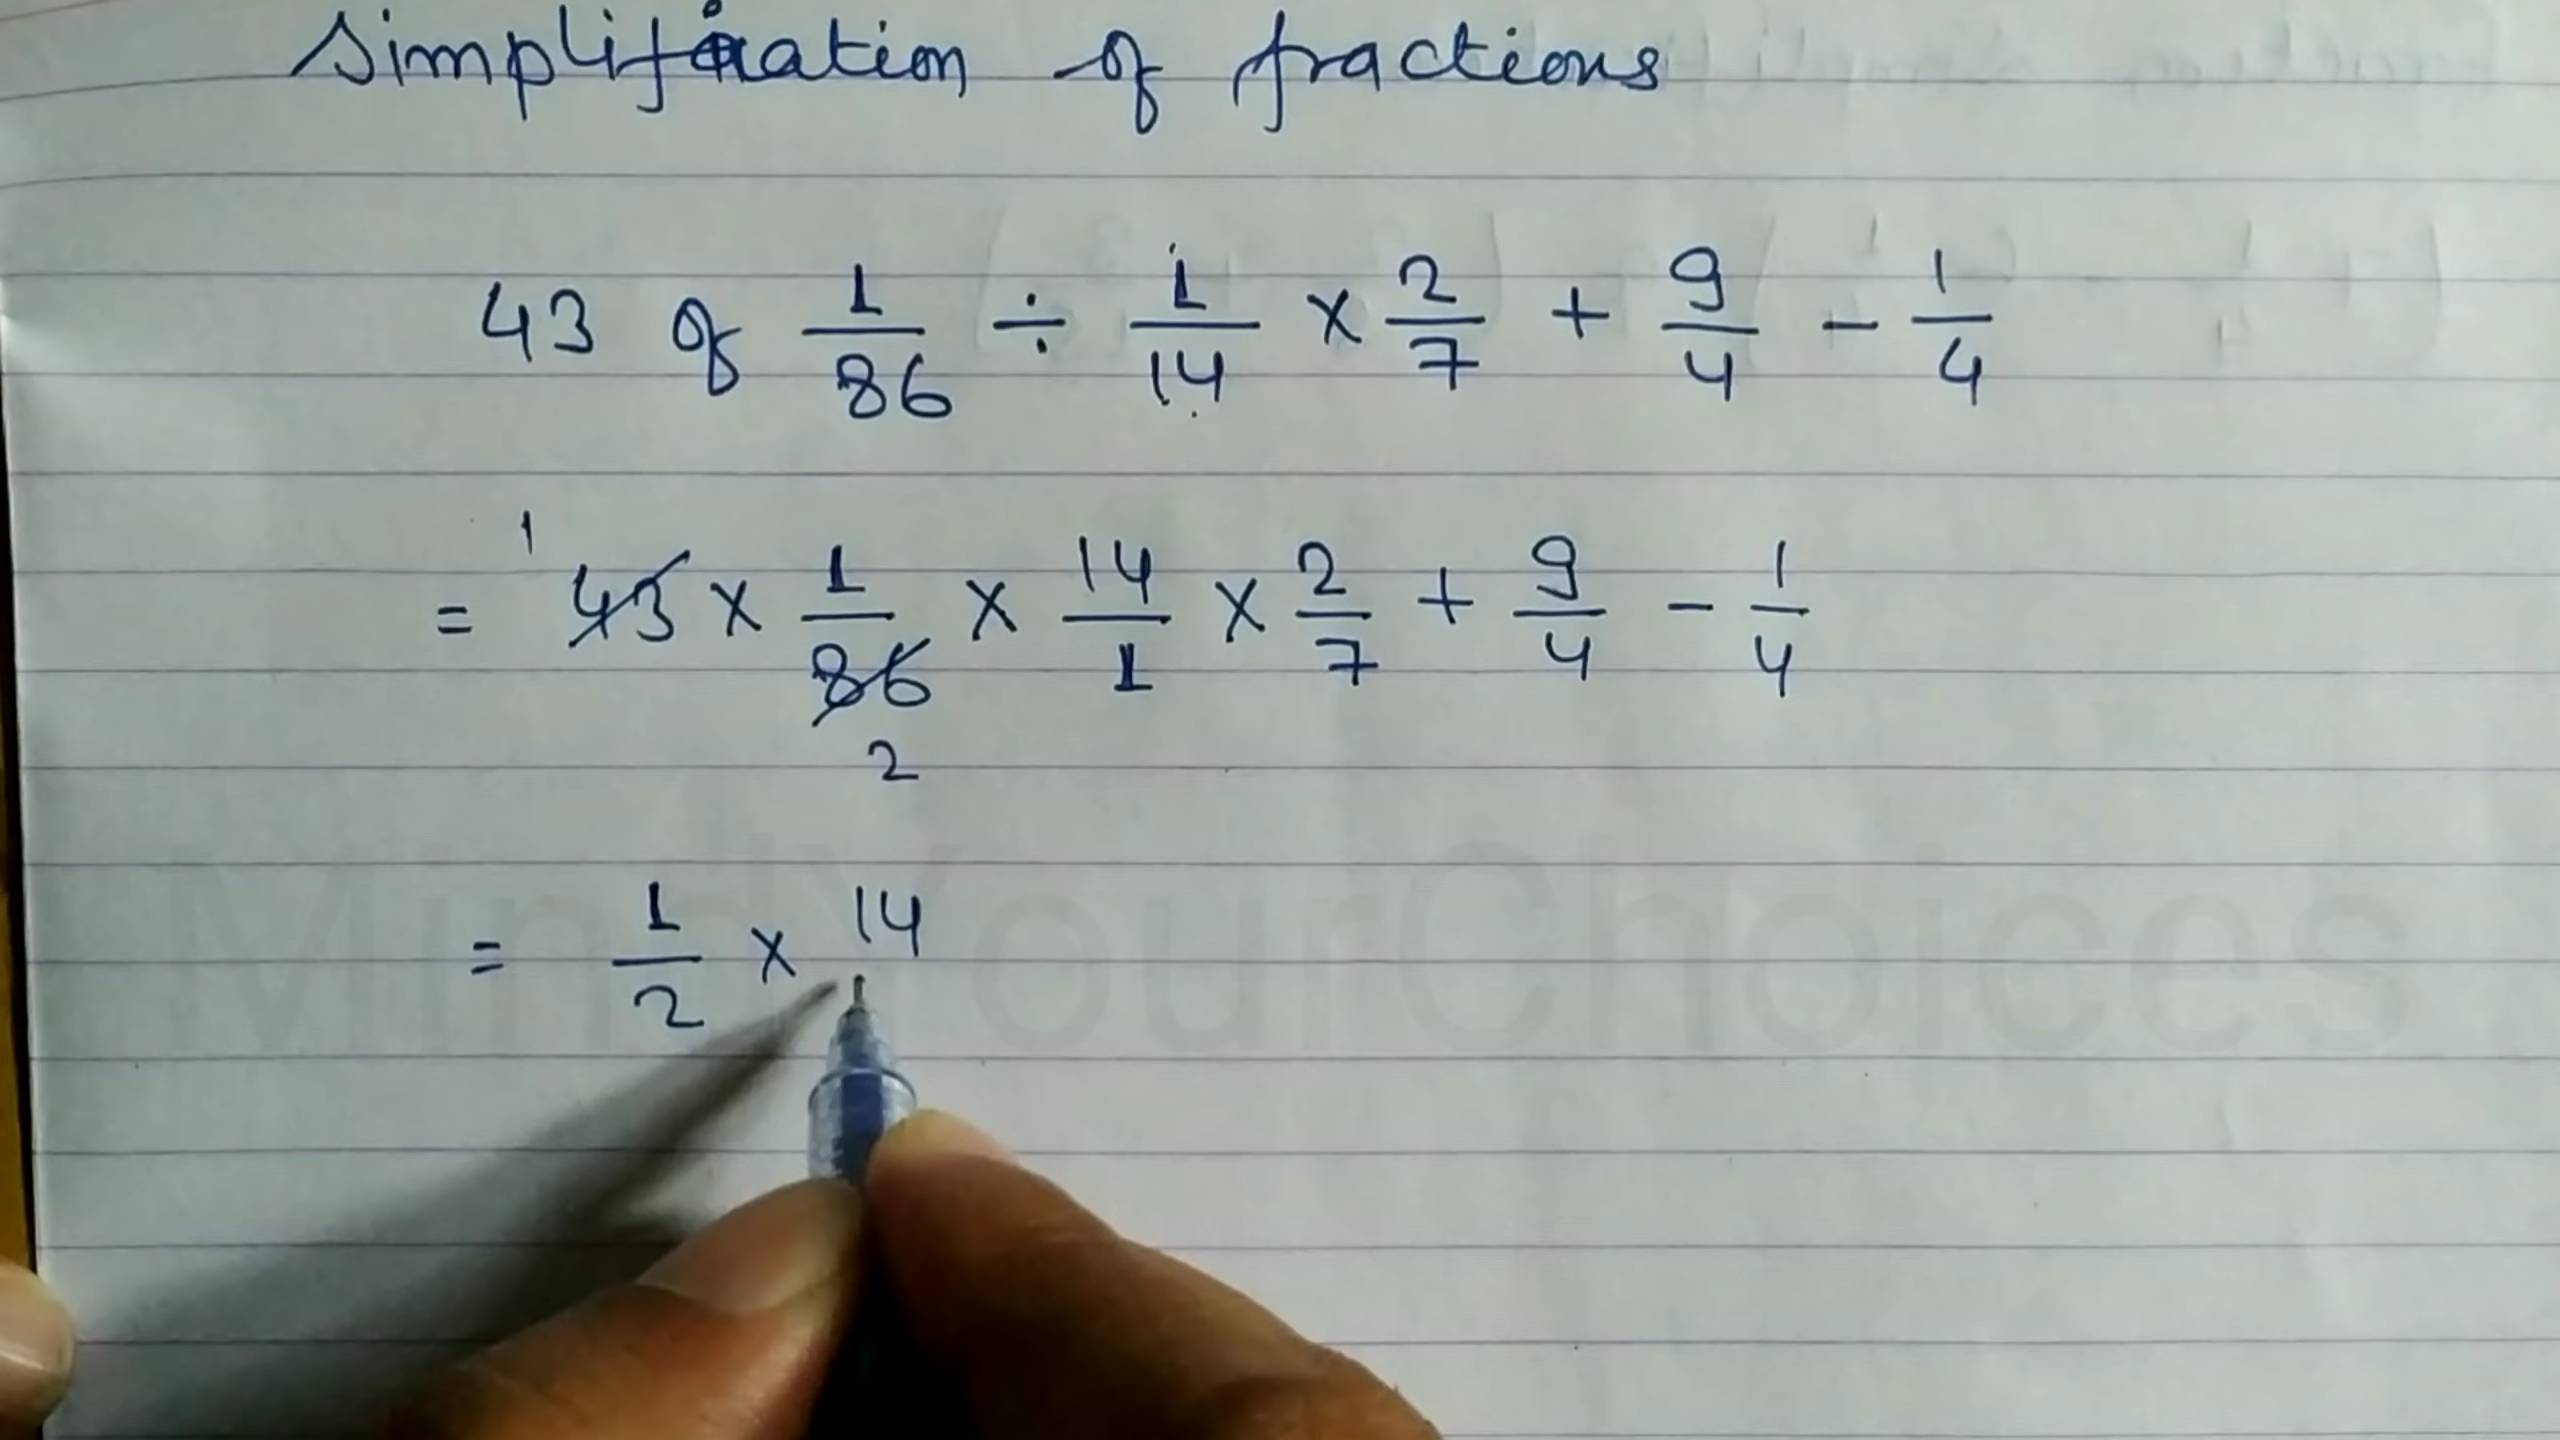 Simplification of fractions
43 of 1/86 ÷ 1/14 × 2/7 + 9/4 - 1/4
= 1 43 × 1/86 × 14/1 × 2/7 + 9/4 - 1/4
2
= 1/2 × 14
MindYourChoices